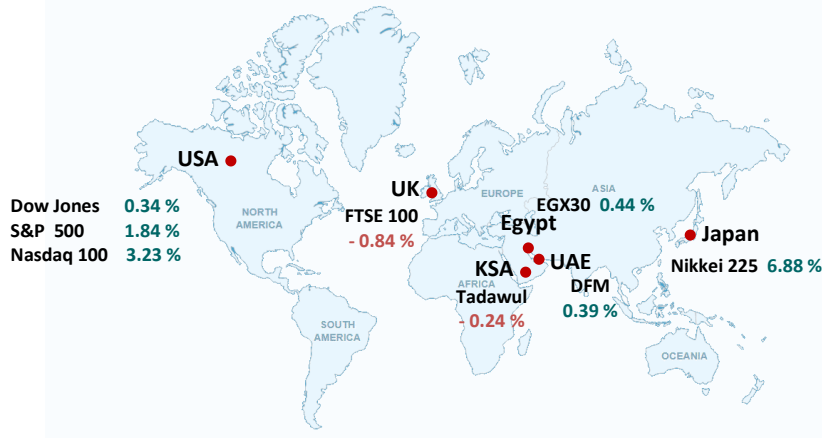 USA
Dow Jones 0.34 %
S&P 500 1.84 %
Nasdaq 100 3.23 %
NORTH
AMERICA
SOUTH
AMERICA
UK
FTSE 100
- 0.84 %
EUROPE
ASIA
EGX30 0.44 %
Egypt
KSA
AFRICA
Tadawul
- 0.24 %
UAE
DFM
0.39 %
Japan
Nikkei 225 6.88 %
OCEANIA